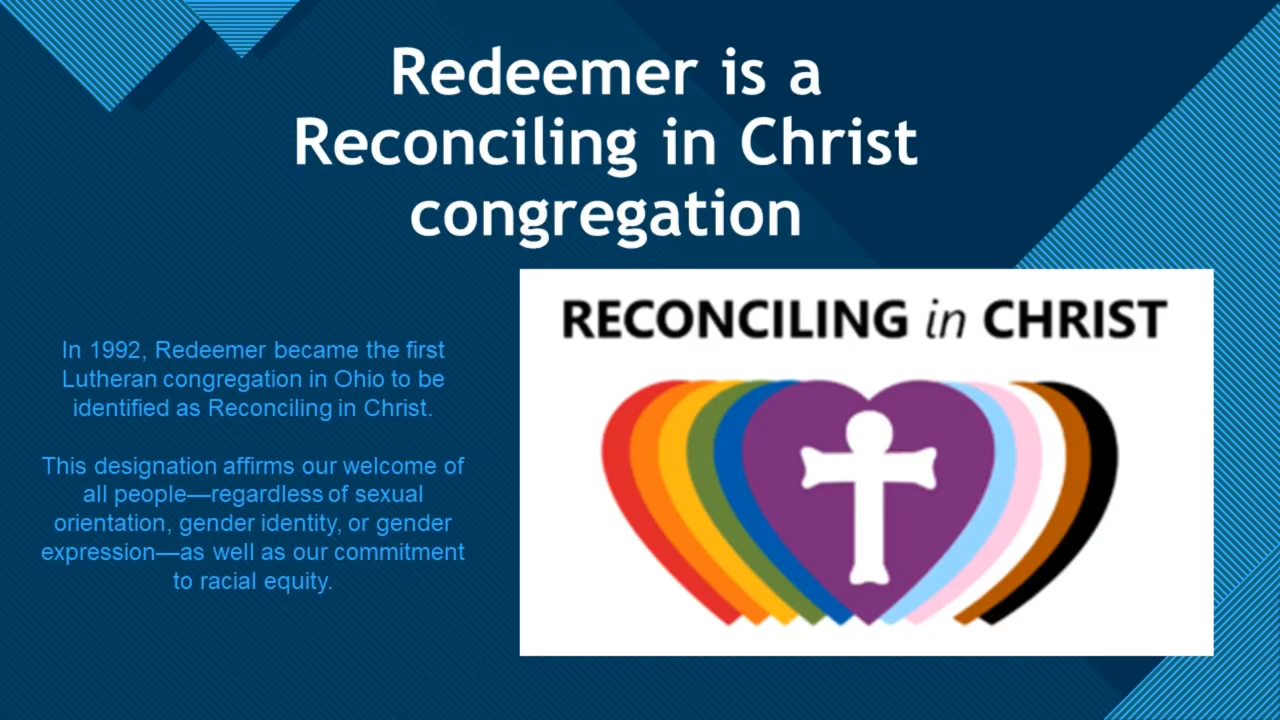 Redeemer is a
Reconciling in Christ
congregation
RECONCILING in CHRIST
In 1992, Redeemer became the first
Lutheran congregation in Ohio to be
identified as Reconciling in Christ.
This designation affirms our welcome of
all people—regardless of sexual
orientation, gender identity, or gender
expression—as well as our commitment
to racial equity.